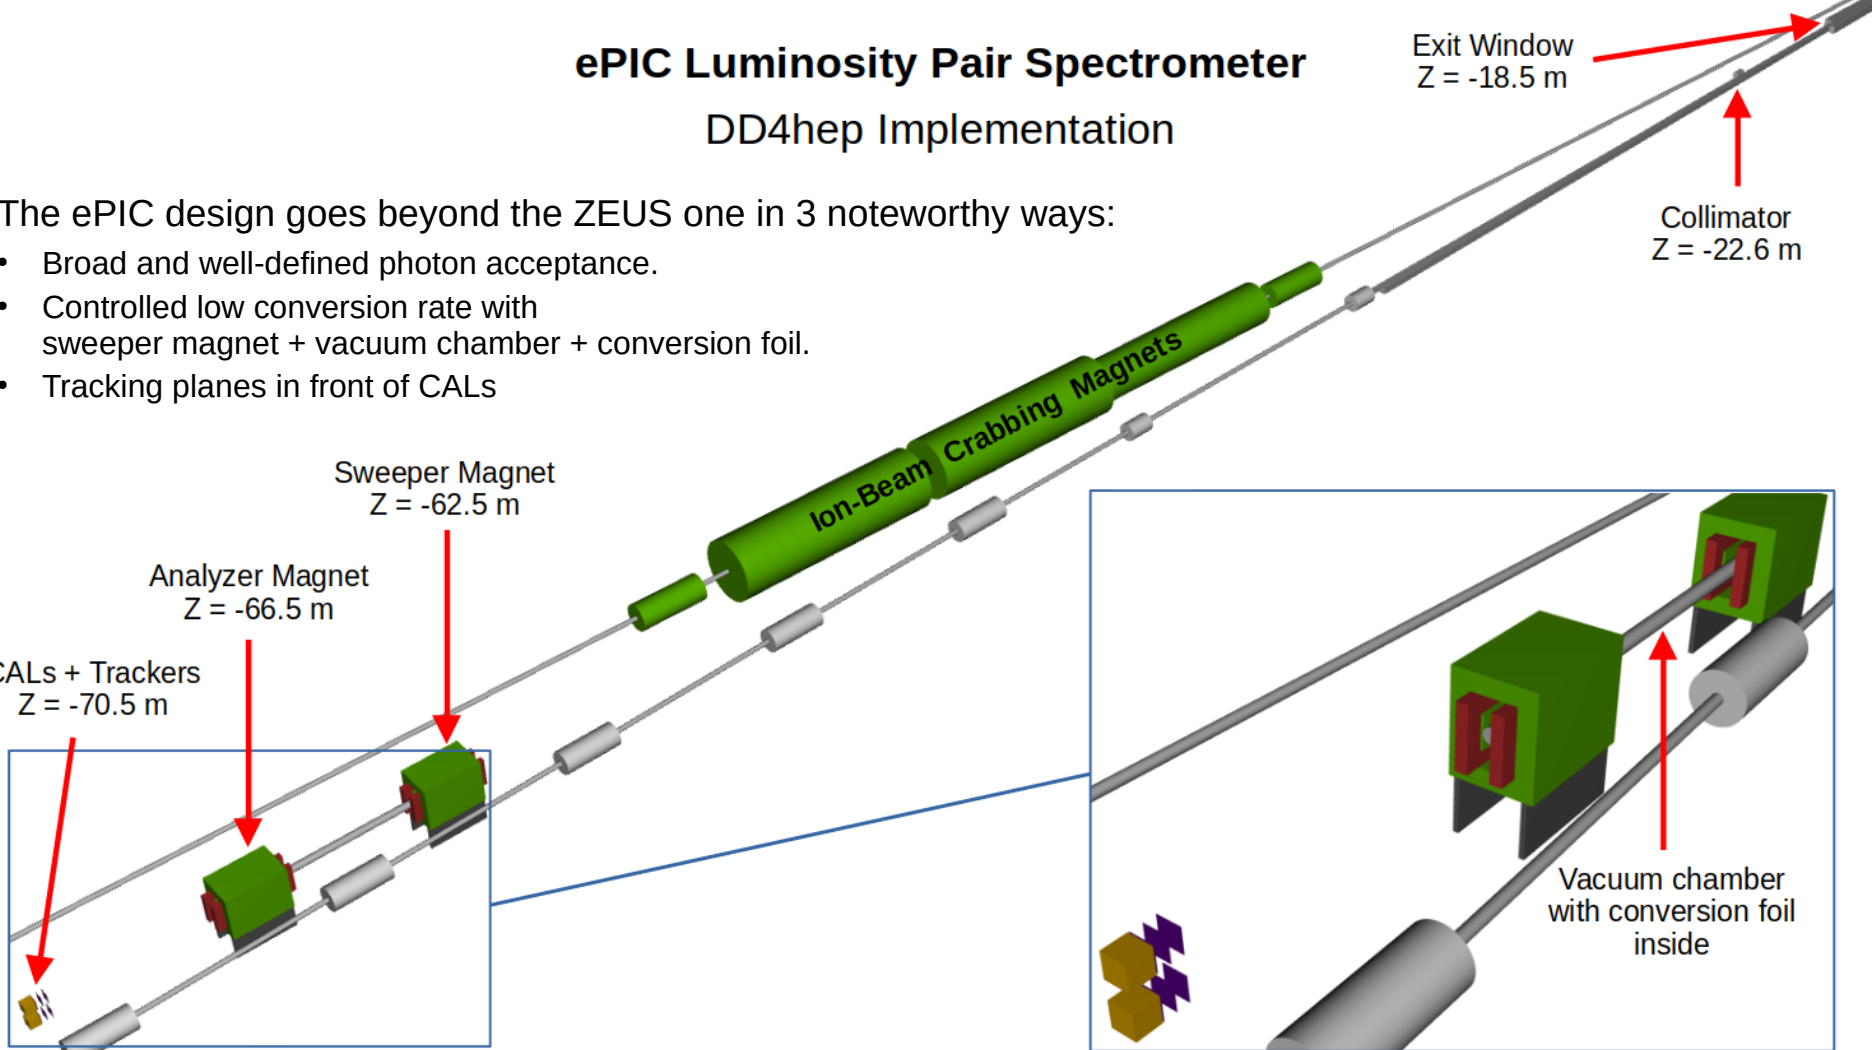 ePIC Luminosity Pair Spectrometer
DD4hep Implementation
Exit Window
Z = -18.5 m
Collimator
Z = -22.6 m
The ePIC design goes beyond the ZEUS one in 3 noteworthy ways:
• Broad and well-defined photon acceptance.
• Controlled low conversion rate with
sweeper magnet + vacuum chamber + conversion foil.
• Tracking planes in front of CALs
Ion-Beam Crabbing Magnets
Sweeper Magnet
Z = -62.5 m
Analyzer Magnet
Z = -66.5 m
CALs + Trackers
Z = -70.5 m
Vacuum chamber
with conversion foil
inside